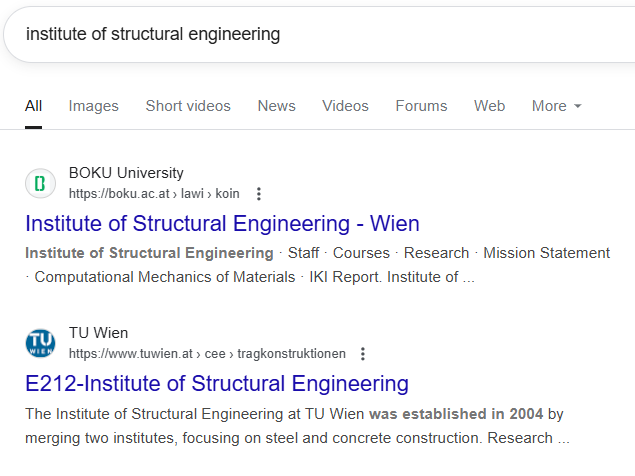 institute of structural engineering
All Images Short videos News Videos Forums Web More
BOKU University
https://boku.ac.at › lawi › koin
Institute of Structural Engineering - Wien
Institute of Structural Engineering · Staff · Courses · Research · Mission Statement
· Computational Mechanics of Materials · IKI Report. Institute of ...
TU
WIEN
TU Wien
https://www.tuwien.at › cee › tragkonstruktionen
E212-Institute of Structural Engineering
The Institute of Structural Engineering at TU Wien was established in 2004 by
merging two institutes, focusing on steel and concrete construction. Research ...